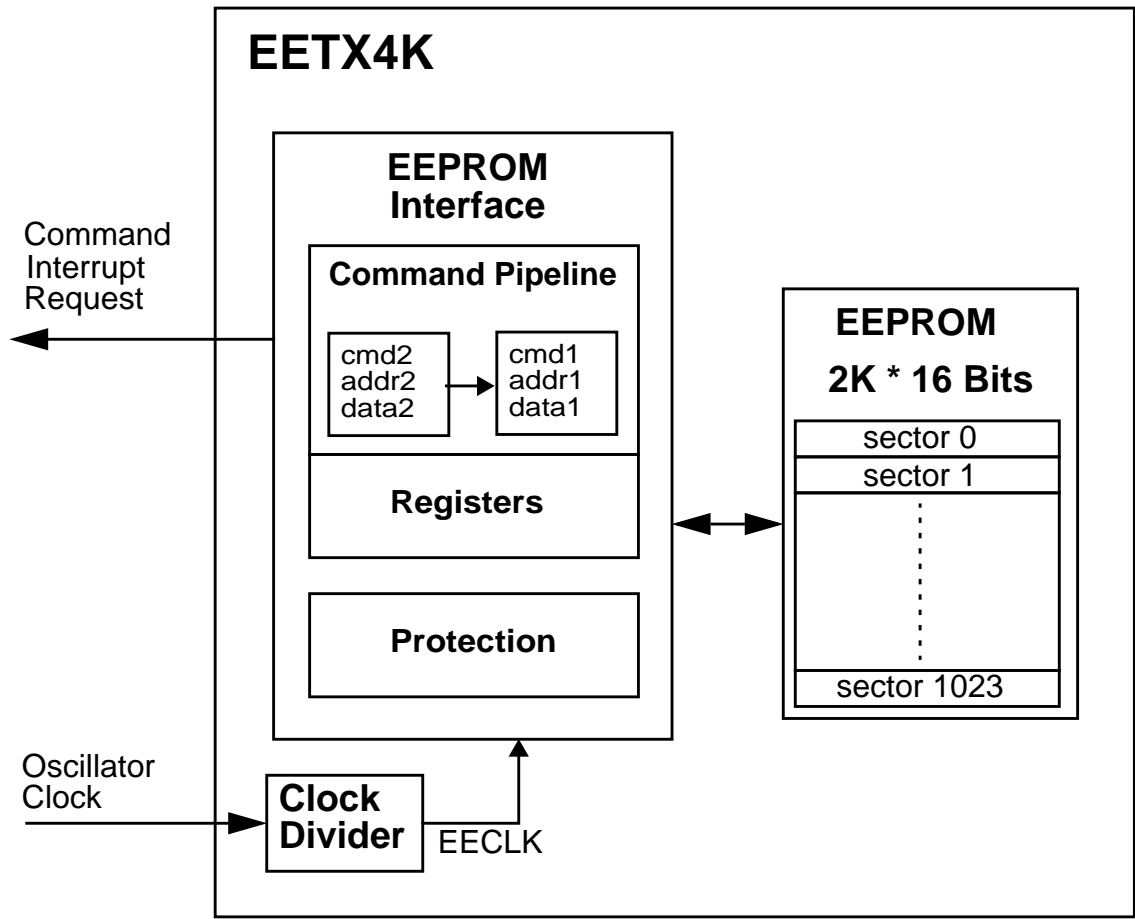 EETX4K
EEPROM
Interface
Command
Interrupt
Request
Command Pipeline
cmd2
addr2
data2
cmd1
addr1
data1
Registers
Protection
EEPROM
2K * 16 Bits
sector 0
sector 1
sector 1023
Oscillator
Clock
Clock
Divider
EECLK